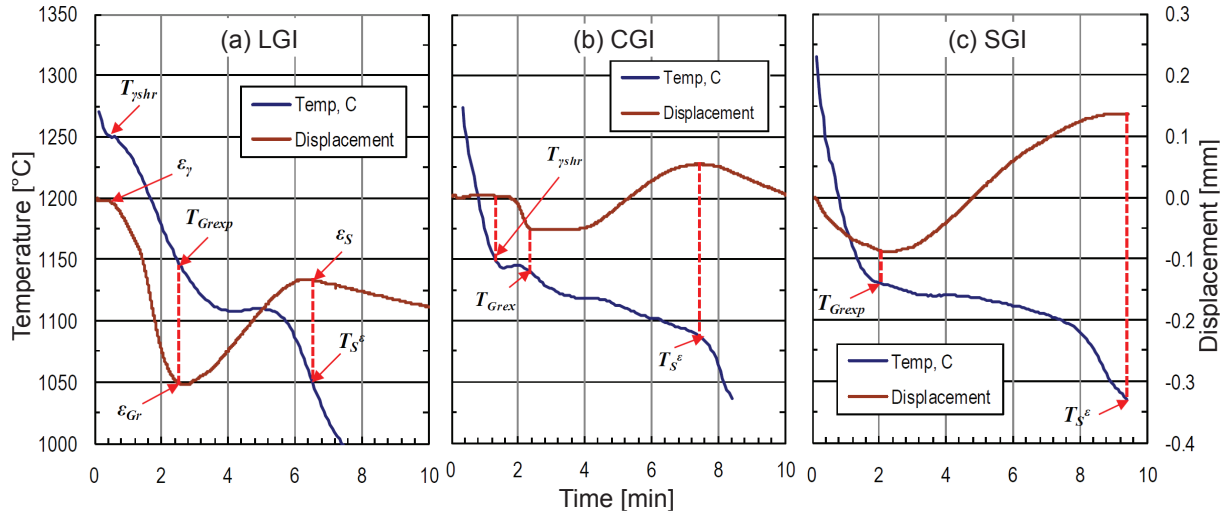 (a) LGI
(b) CGI
(c) SGI
Temperature [°C]
1350
1300
1250
1200
1150
1100
1050
1000
Temp, C
Displacement
Tγshr
εγ
TGrexp
εS
εGr
TSε
0 2 4 6 8 10
Temp, C
Displacement
Tγshr
TGrex
TSε
0 2 4 6 8 10
TGrexp
Temp, C
Displacement
TSε
0 2 4 6 8 10
0.3
0.2
0.1
0.0
-0.1
-0.2
-0.3
-0.4
Displacement [mm]
Time [min]